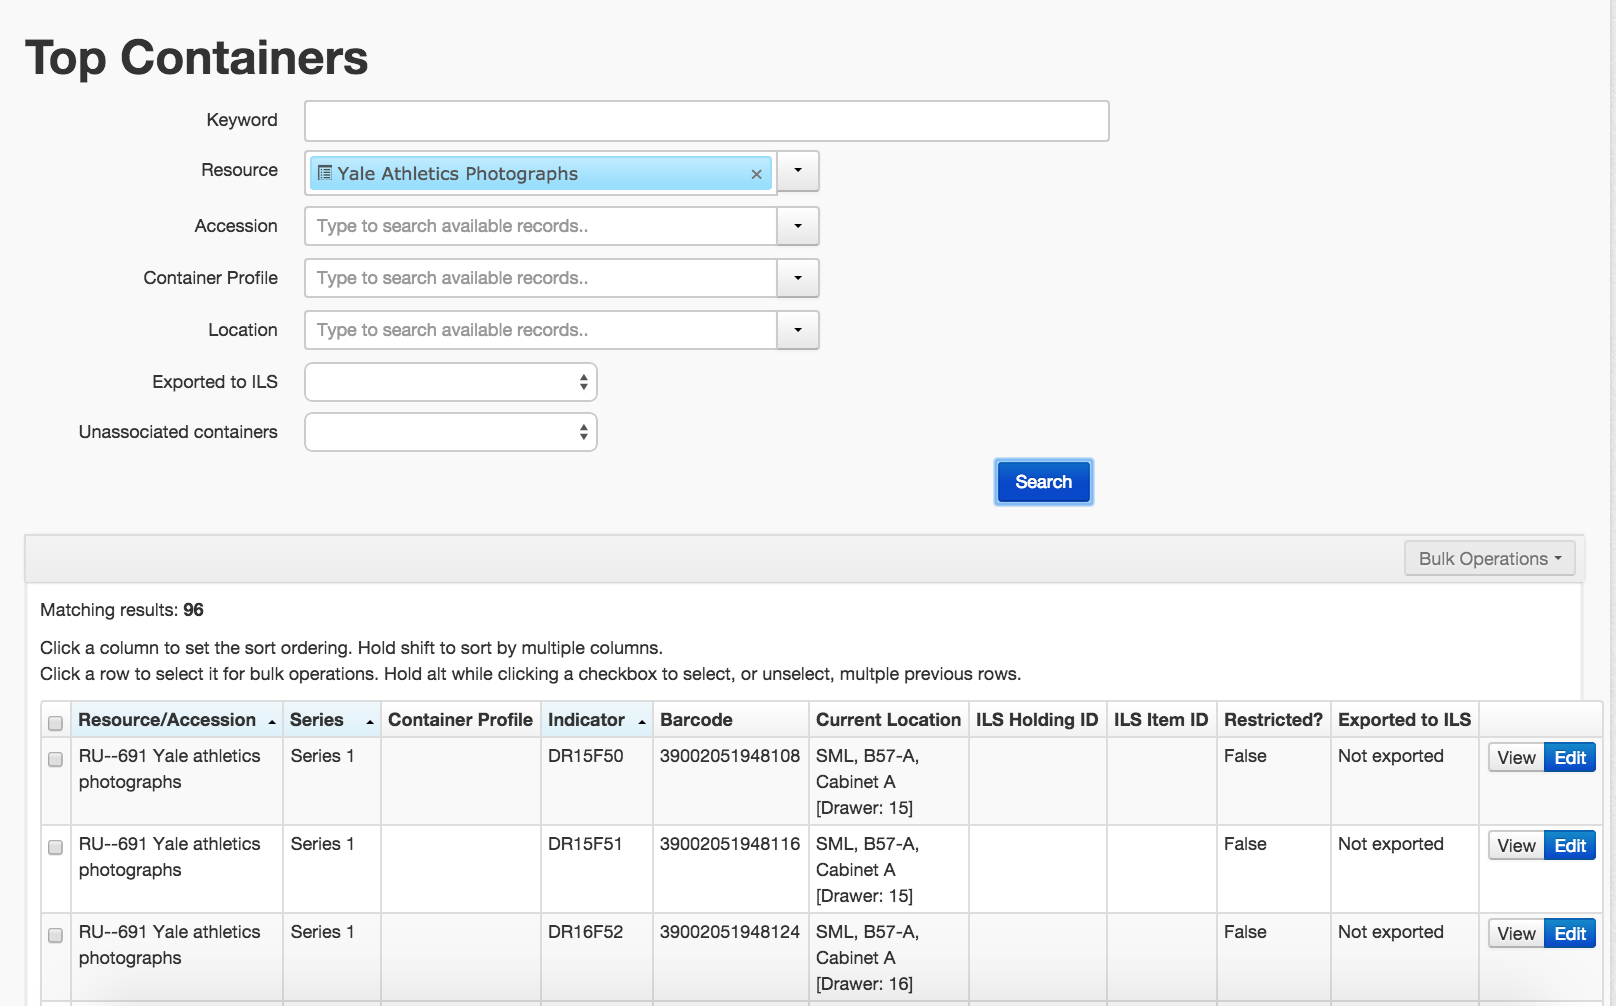 Top Containers
Keyword
Resource Yale Athletics Photographs ×
Accession Type to search available records..
Container Profile Type to search available records..
Location Type to search available records..
Exported to ILS
Unassociated containers
Search
Bulk Operations
Matching results: 96
Click a column to set the sort ordering. Hold shift to sort by multiple columns.
Click a row to select it for bulk operations. Hold alt while clicking a checkbox to select, or unselect, multple previous rows.
Resource/Accession Series Container Profile Indicator Barcode Current Location ILS Holding ID ILS Item ID Restricted? Exported to ILS
RU--691 Yale athletics Series 1 DR15F50 39002051948108 SML, B57-A, False Not exported View Edit
photographs Cabinet A
[Drawer: 15]
RU--691 Yale athletics Series 1 DR15F51 39002051948116 SML, B57-A, False Not exported View Edit
photographs Cabinet A
[Drawer: 15]
RU--691 Yale athletics Series 1 DR16F52 39002051948124 SML, B57-A, False Not exported View Edit
photographs Cabinet A
[Drawer: 16]